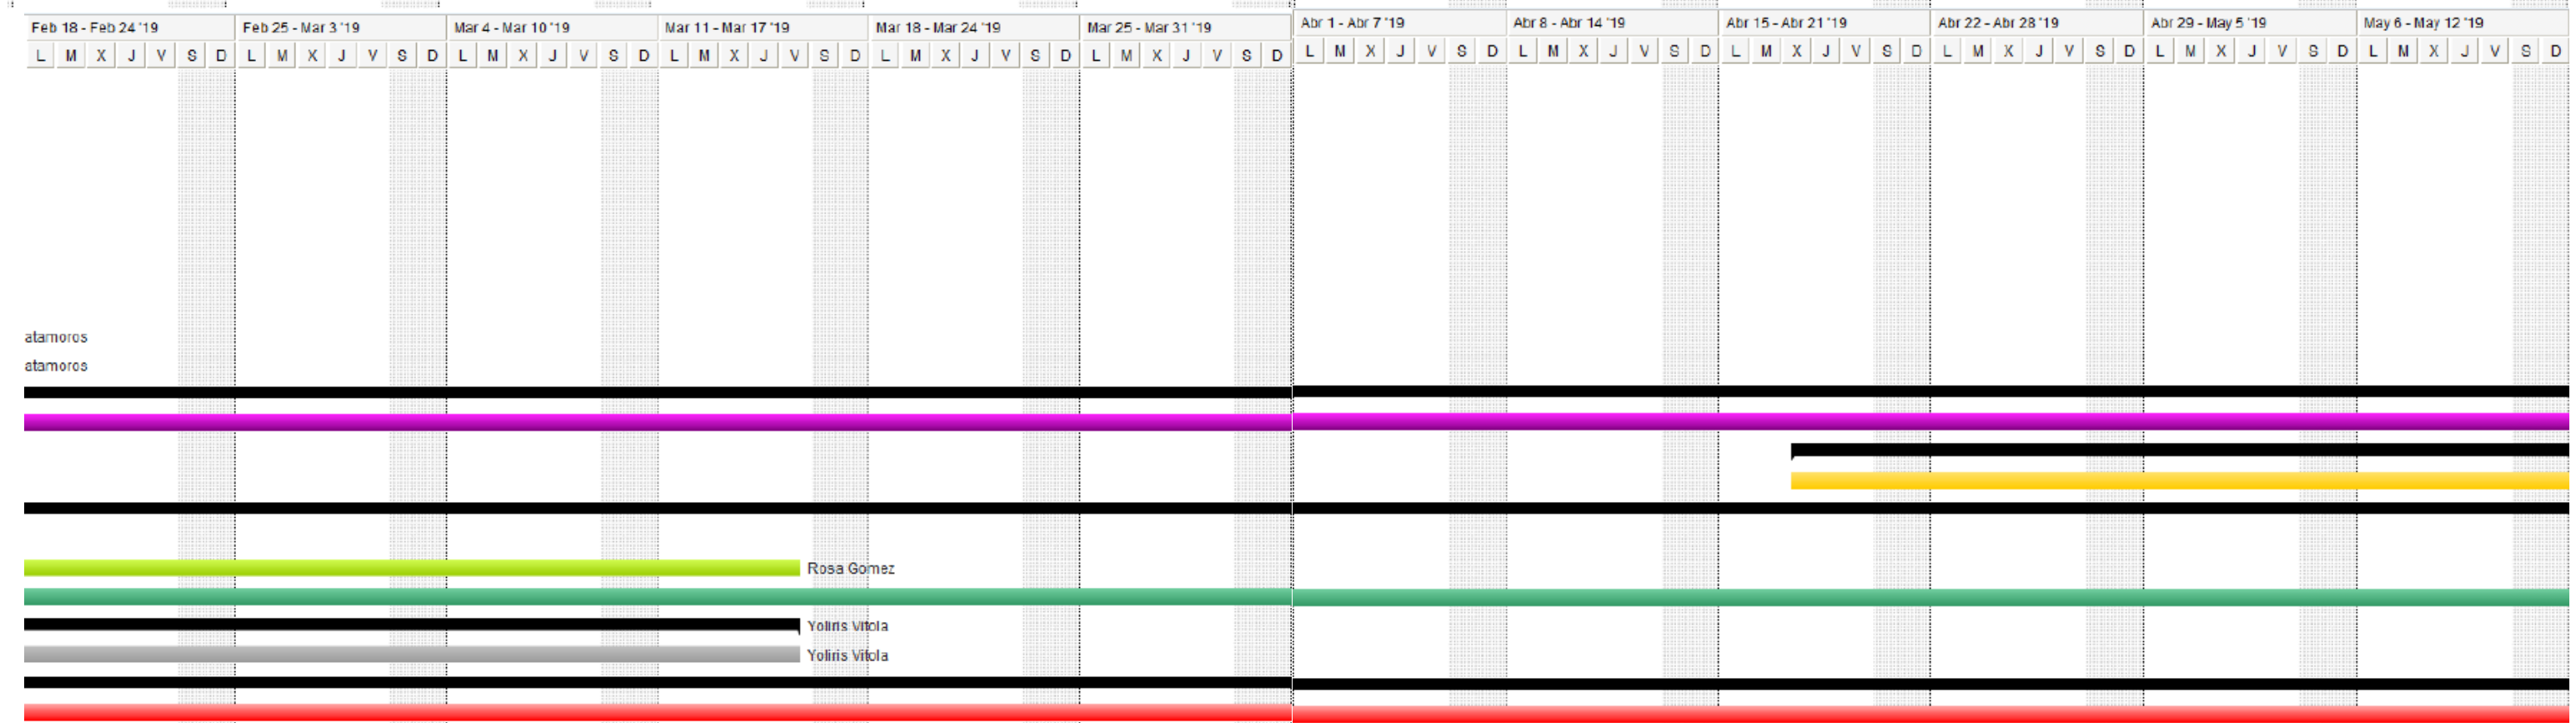 Feb 18 - Feb 24 '19 Feb 25 - Mar 3 '19 Mar 4 - Mar 10 '19 Mar 11 - Mar 17 '19 Mar 18 - Mar 24 '19 Mar 25 - Mar 31 '19 Abr 1 - Abr 7 '19 Abr 8 - Abr 14 '19 Abr 15 - Abr 21 '19 Abr 22 - Abr 28 '19 Abr 29 - May 5 '19 May 6 - May 12 '19
L M X J V S D L M X J V S D L M X J V S D L M X J V S D L M X J V S D L M X J V S D L M X J V S D L M X J V S D L M X J V S D L M X J V S D L M X J V S D L M X J V S D
atamoros
atamoros
Rosa Gomez
Yoliris Vitola
Yoliris Vitola